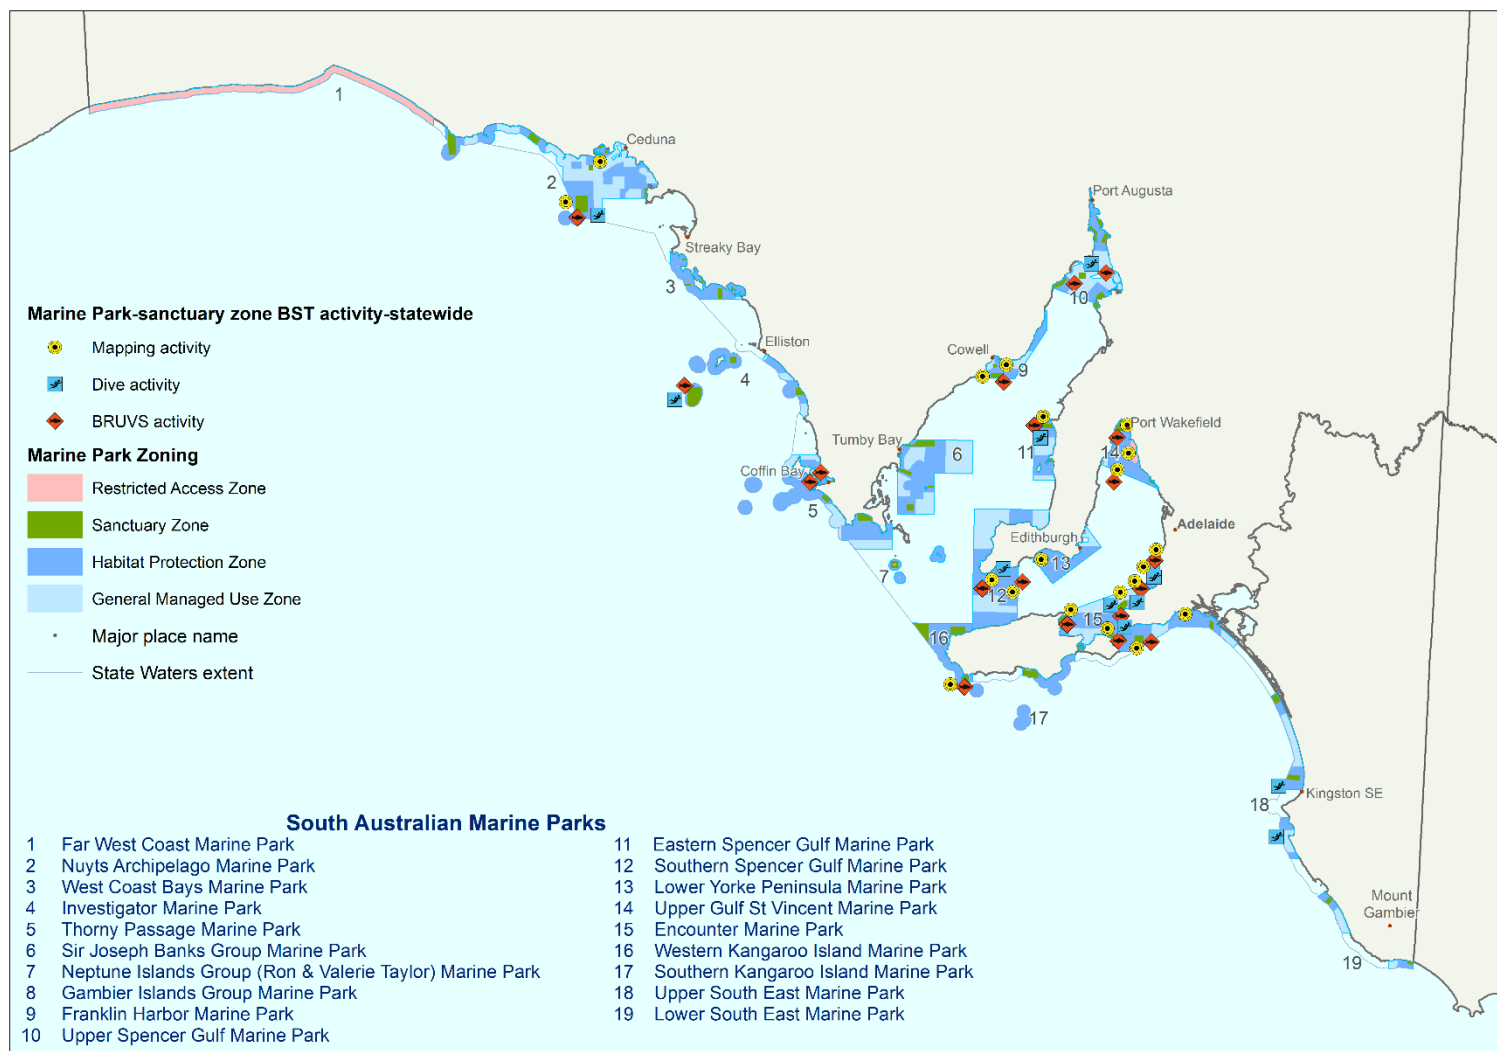 1
Ceduna
2
Port Augusta
Streaky Bay
3
10
Marine Park-sanctuary zone BST activity-statewide
Mapping activity
Dive activity
BRUVS activity
Elliston
4
Cowell
9
Marine Park Zoning
Restricted Access Zone
Sanctuary Zone
Habitat Protection Zone
General Managed Use Zone
Major place name
State Waters extent
Tumby Bay
6
11
Port Wakefield
14
Coffin Bay
5
Adelaide
Edithburgh
13
7
12
15
16
17
Kingston SE
18
Mount
Gambier
19
South Australian Marine Parks
1 Far West Coast Marine Park
2 Nuyts Archipelago Marine Park
3 West Coast Bays Marine Park
4 Investigator Marine Park
5 Thorny Passage Marine Park
6 Sir Joseph Banks Group Marine Park
7 Neptune Islands Group (Ron & Valerie Taylor) Marine Park
8 Gambier Islands Group Marine Park
9 Franklin Harbor Marine Park
10 Upper Spencer Gulf Marine Park
11 Eastern Spencer Gulf Marine Park
12 Southern Spencer Gulf Marine Park
13 Lower Yorke Peninsula Marine Park
14 Upper Gulf St Vincent Marine Park
15 Encounter Marine Park
16 Western Kangaroo Island Marine Park
17 Southern Kangaroo Island Marine Park
18 Upper South East Marine Park
19 Lower South East Marine Park